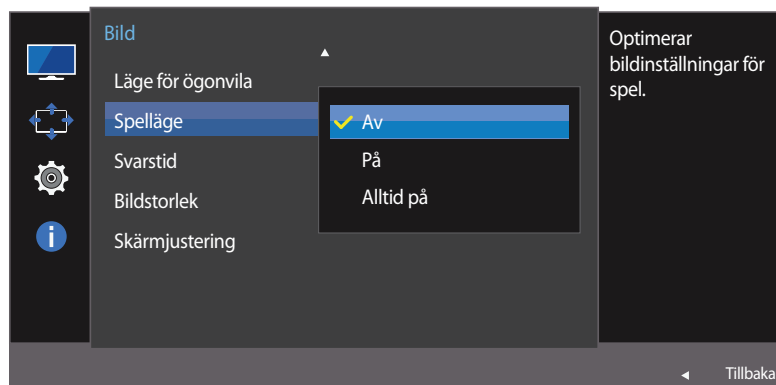 Bild
Läge för ögonvila
Spelläge
Svarstid
Bildstorlek
Skärmjustering
Av
På
Alltid på
Optimerar
bildinställningar för
spel.
Tillbaka